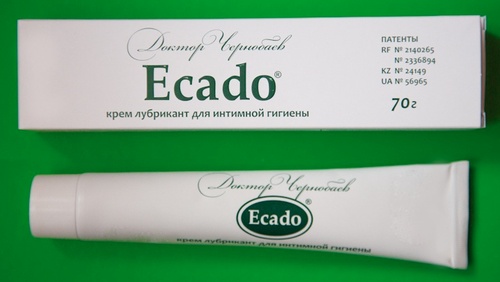 Доктор Чернобаев
Ecado®
крем лубрикант для интимной гигиены
ПАТЕНТЫ
RF № 2140265
№ 2336894
KZ № 24149
UA № 56965
70г
Доктор Чернобаев
Ecado®
крем лубрикант для интимной гигиены